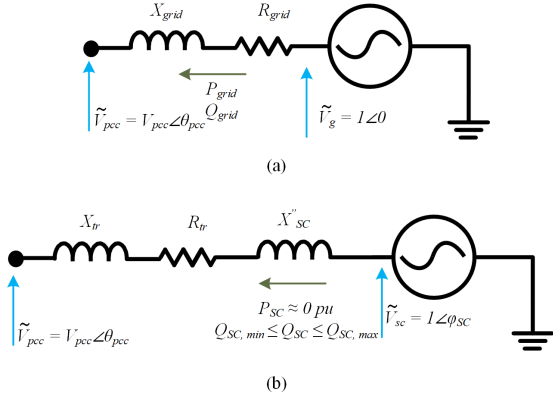 X_grid R_grid
P_grid
Q_grid
Ṽ_pcc = V_pcc∠θ_pcc
Ṽ_g = 1∠0
(a)
X_tr R_tr X"_SC
P_SC ≈ 0 pu
Q_SC, min ≤ Q_SC ≤ Q_SC, max
Ṽ_pcc = V_pcc∠θ_pcc
Ṽ_sc = 1∠φ_SC
(b)